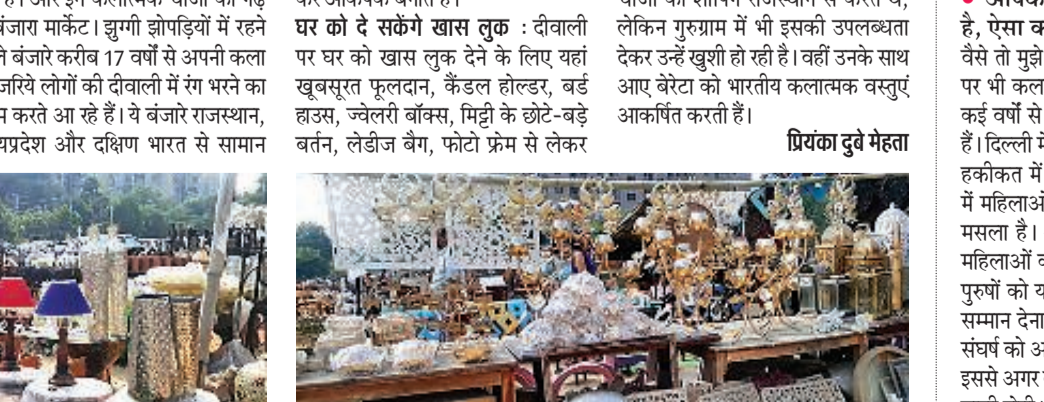 बंजारा मार्केट। झुग्गी झोपड़ियों में रहने
बंजारे करीब 17 वर्षों से अपनी कला
जरिये लोगों की दीवाली में रंग भरने का
करते आ रहे हैं। ये बंजारे राजस्थान,
और दक्षिण भारत से सामान
घर को दे सकेंगे खास लुक : दीवाली
पर घर को खास लुक देने के लिए यहां
खूबसूरत फूलदान, कैंडल होल्डर, बर्ड
हाउस, ज्वेलरी बॉक्स, मिट्टी के छोटे-बड़े
बर्तन, लेडीज बैग, फोटो फ्रेम से लेकर
लेकिन गुरुग्राम में भी इसकी उपलब्धता
देकर उन्हें खुशी हो रही है। वहीं उनके साथ
आए बेरेटा को भारतीय कलात्मक वस्तुएं
आकर्षित करती हैं।
प्रियंका दुबे मेहता
है, ऐसा
वैसे तो मुझे
पर भी
कई वर्षों से
हैं। दिल्ली
हकीकत में
में
मसला है।
महिलाओं
पुरुषों को
सम्मान देना
संघर्ष को
इससे अगर